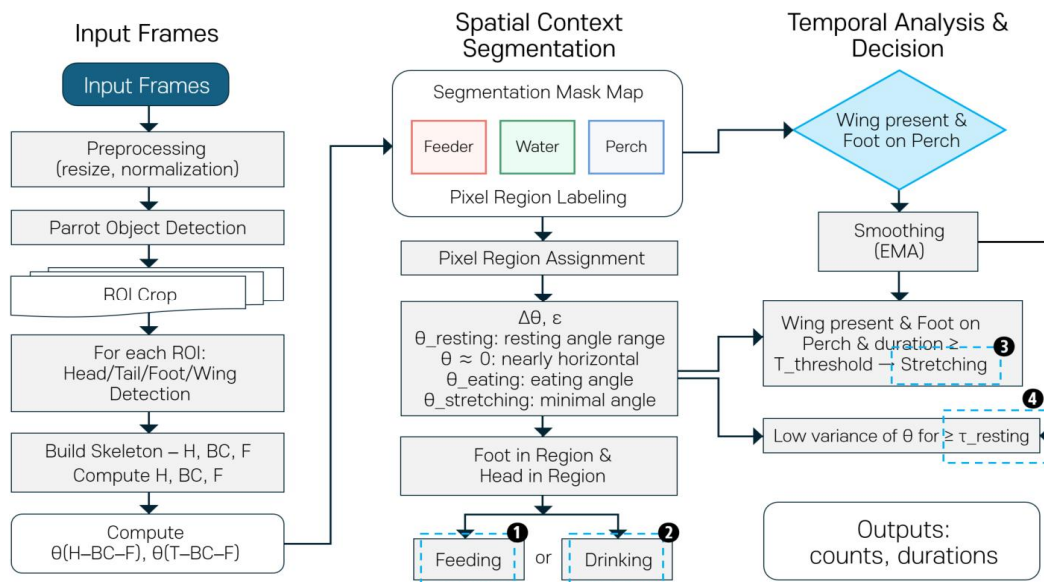 Input Frames
Input Frames
Preprocessing
(resize, normalization)
Parrot Object Detection
ROI Crop
For each ROI:
Head/Tail/Foot/Wing
Detection
Build Skeleton – H, BC, F
Compute H, BC, F
Compute
θ(H–BC–F), θ(T–BC–F)
Spatial Context
Segmentation
Segmentation Mask Map
Feeder
Water
Perch
Pixel Region Labeling
Pixel Region Assignment
Δθ, ε
θ_resting: resting angle range
θ ≈ 0: nearly horizontal
θ_eating: eating angle
θ_stretching: minimal angle
Foot in Region &
Head in Region
1
Feeding
or
2
Drinking
Temporal Analysis &
Decision
Wing present &
Foot on Perch
Smoothing
(EMA)
Wing present & Foot on
Perch & duration ≥
T_threshold → Stretching
3
4
Low variance of θ for ≥ τ_resting
Outputs:
counts, durations